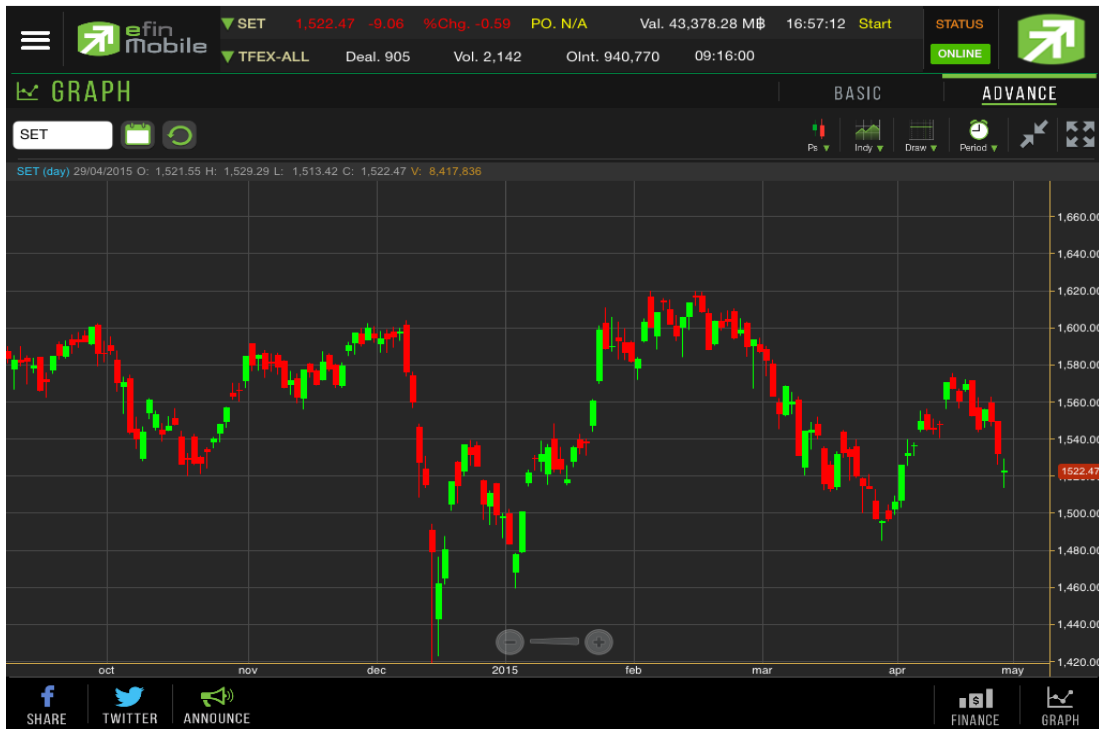 efin Mobile
▼ SET 1,522.47 -9.06 %Chg. -0.59 PO. N/A Val. 43,378.28 M฿ 16:57:12 Start
▼ TFEX-ALL Deal. 905 Vol. 2,142 OInt. 940,770 09:16:00
STATUS
ONLINE
GRAPH BASIC ADVANCE
SET
Ps ▼ Indy ▼ Draw ▼ Period ▼
SET (day) 29/04/2015 O: 1,521.55 H: 1,529.29 L: 1,513.42 C: 1,522.47 V: 8,417,836
1,660.00
1,640.00
1,620.00
1,600.00
1,580.00
1,560.00
1,540.00
1522.47
1,500.00
1,480.00
1,460.00
1,440.00
1,420.00
oct nov dec 2015 feb mar apr may
SHARE TWITTER ANNOUNCE FINANCE GRAPH